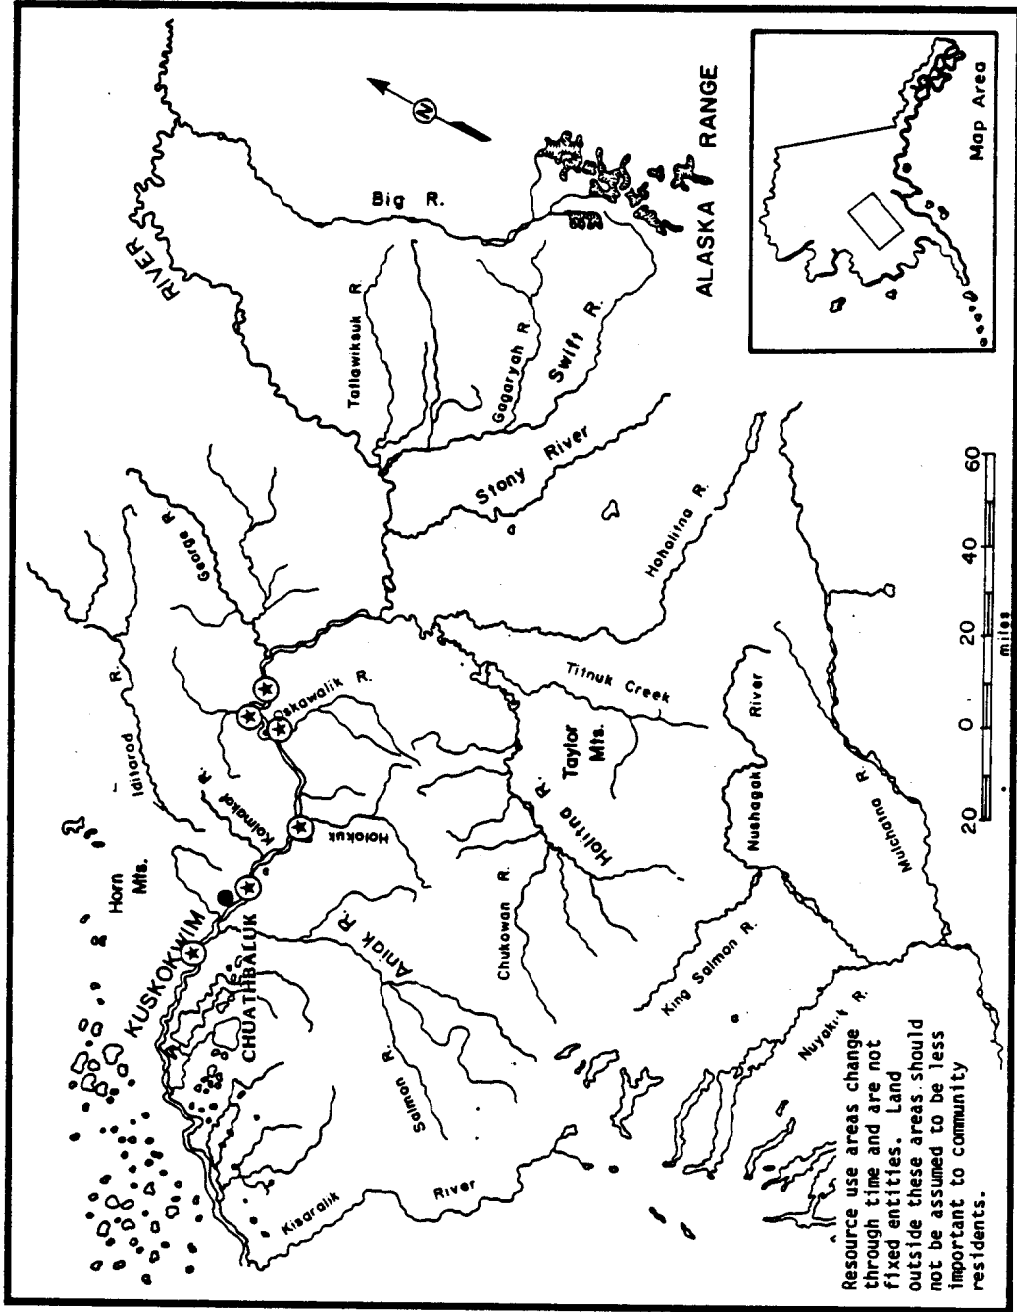 KUSKOKWIM
RIVER
CHUATHBALUK
Horn
Mts.
Iditarod R.
George R.
Kolmakof R.
Oskawalik R.
Holokuk
Aniak R.
Salmon R.
Kisaralik
River
Chukowan R.
Holitna R.
Taylor
Mts.
Titnuk Creek
Hoholitna R.
Stony River
Swift R.
Gagaryah R.
Tatlawiksuk R.
Big R.
N
ALASKA RANGE
Nushagak
River
King Salmon R.
Nuyakuk R.
Mulchatna R.
20 0 20 40 60
miles
Map Area
Resource use areas change
through time and are not
fixed entities. Land
outside these areas should
not be assumed to be less
important to community
residents.